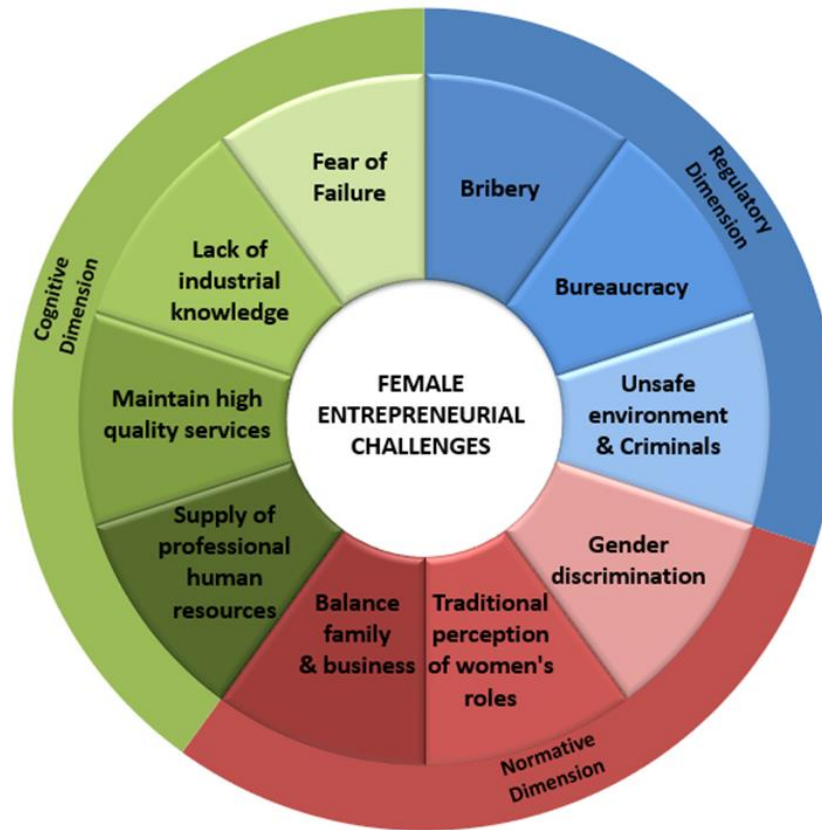 FEMALE
ENTREPRENEURIAL
CHALLENGES
Regulatory
Dimension
Bribery
Bureaucracy
Unsafe
environment
& Criminals
Normative
Dimension
Gender
discrimination
Traditional
perception
of women's
roles
Balance
family
& business
Cognitive
Dimension
Supply of
professional
human
resources
Maintain high
quality services
Lack of
industrial
knowledge
Fear of
Failure